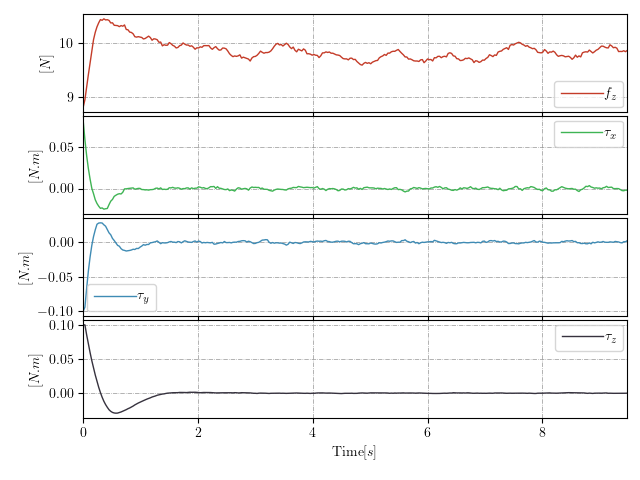 10
9
[N]
f_z
0.05
0.00
[N.m]
τ_x
0.00
−0.05
−0.10
[N.m]
τ_y
0.10
0.05
0.00
[N.m]
τ_z
0 2 4 6 8
Time[s]